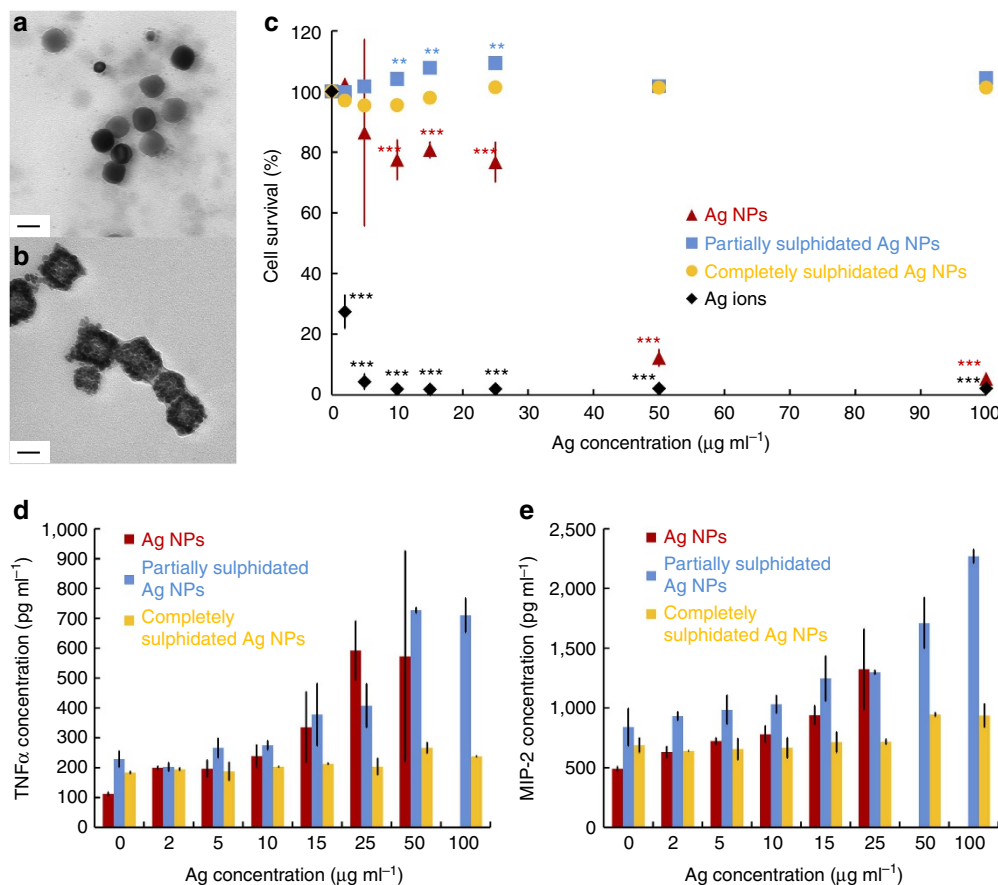 a
b
c
120
100
80
60
40
20
0
Cell survival (%)
** ** **
*** *** ***
*** *** *** *** ***
*** ***
*** ***
Ag NPs
Partially sulphidated Ag NPs
Completely sulphidated Ag NPs
Ag ions
0 10 20 30 40 50 60 70 80 90 100
Ag concentration (μg ml⁻¹)
d
1,000
900
800
700
600
500
400
300
200
100
0
TNFα concentration (pg ml⁻¹)
Ag NPs
Partially sulphidated
Ag NPs
Completely
sulphidated Ag NPs
0 2 5 10 15 25 50 100
Ag concentration (μg ml⁻¹)
e
2,500
2,000
1,500
1,000
500
0
MIP-2 concentration (pg ml⁻¹)
Ag NPs
Partially sulphidated
Ag NPs
Completely
sulphidated Ag NPs
0 2 5 10 15 25 50 100
Ag concentration (μg ml⁻¹)